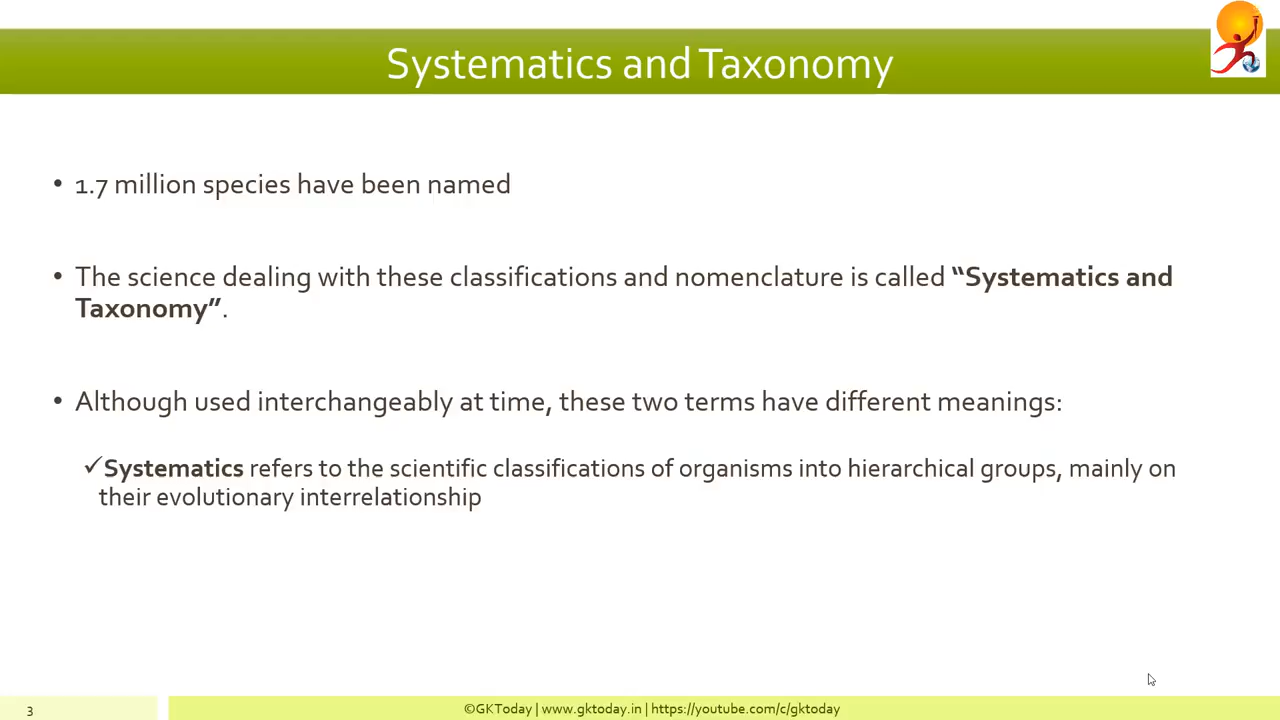 Systematics and Taxonomy
• 1.7 million species have been named
• The science dealing with these classifications and nomenclature is called “Systematics and
Taxonomy”.
• Although used interchangeably at time, these two terms have different meanings:
✓Systematics refers to the scientific classifications of organisms into hierarchical groups, mainly on
their evolutionary interrelationship
3
©GKToday | www.gktoday.in | https://youtube.com/c/gktoday